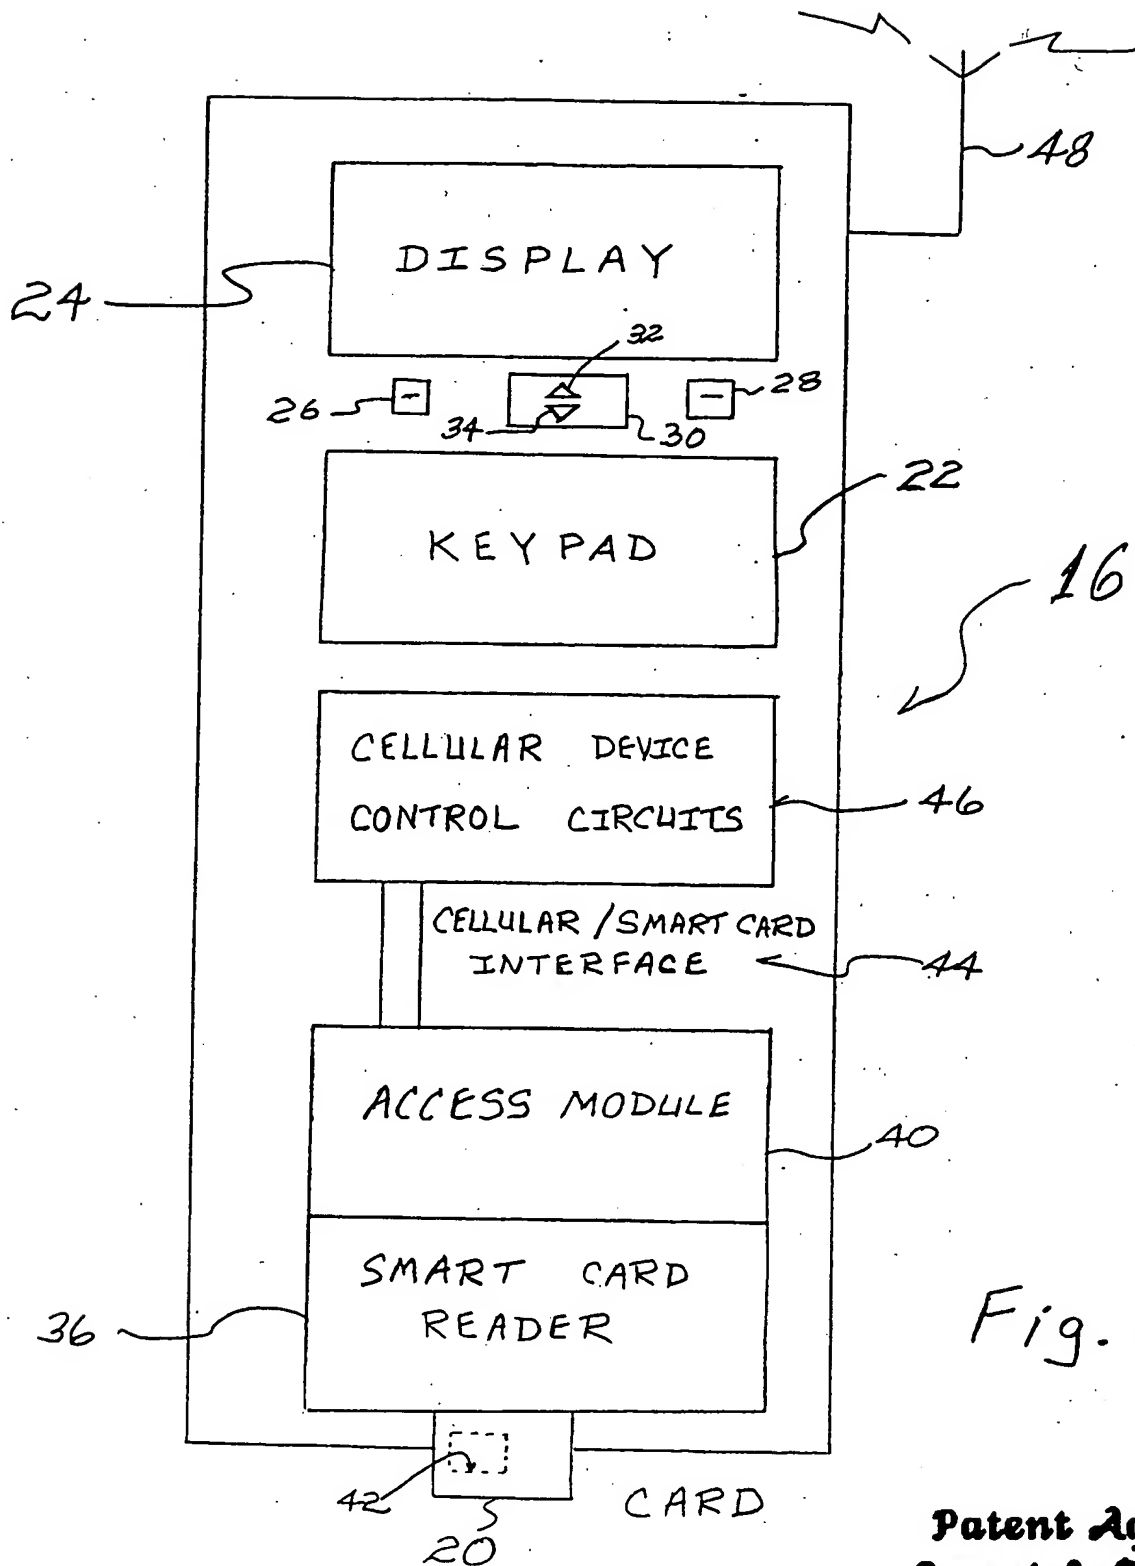 48
DISPLAY
24
32
26
28
34
30
KEYPAD
22
16
CELLULAR DEVICE
CONTROL CIRCUITS
46
CELLULAR / SMART CARD
INTERFACE
44
ACCESS MODULE
40
SMART CARD
READER
36
Fig.
42
CARD
20
Patent